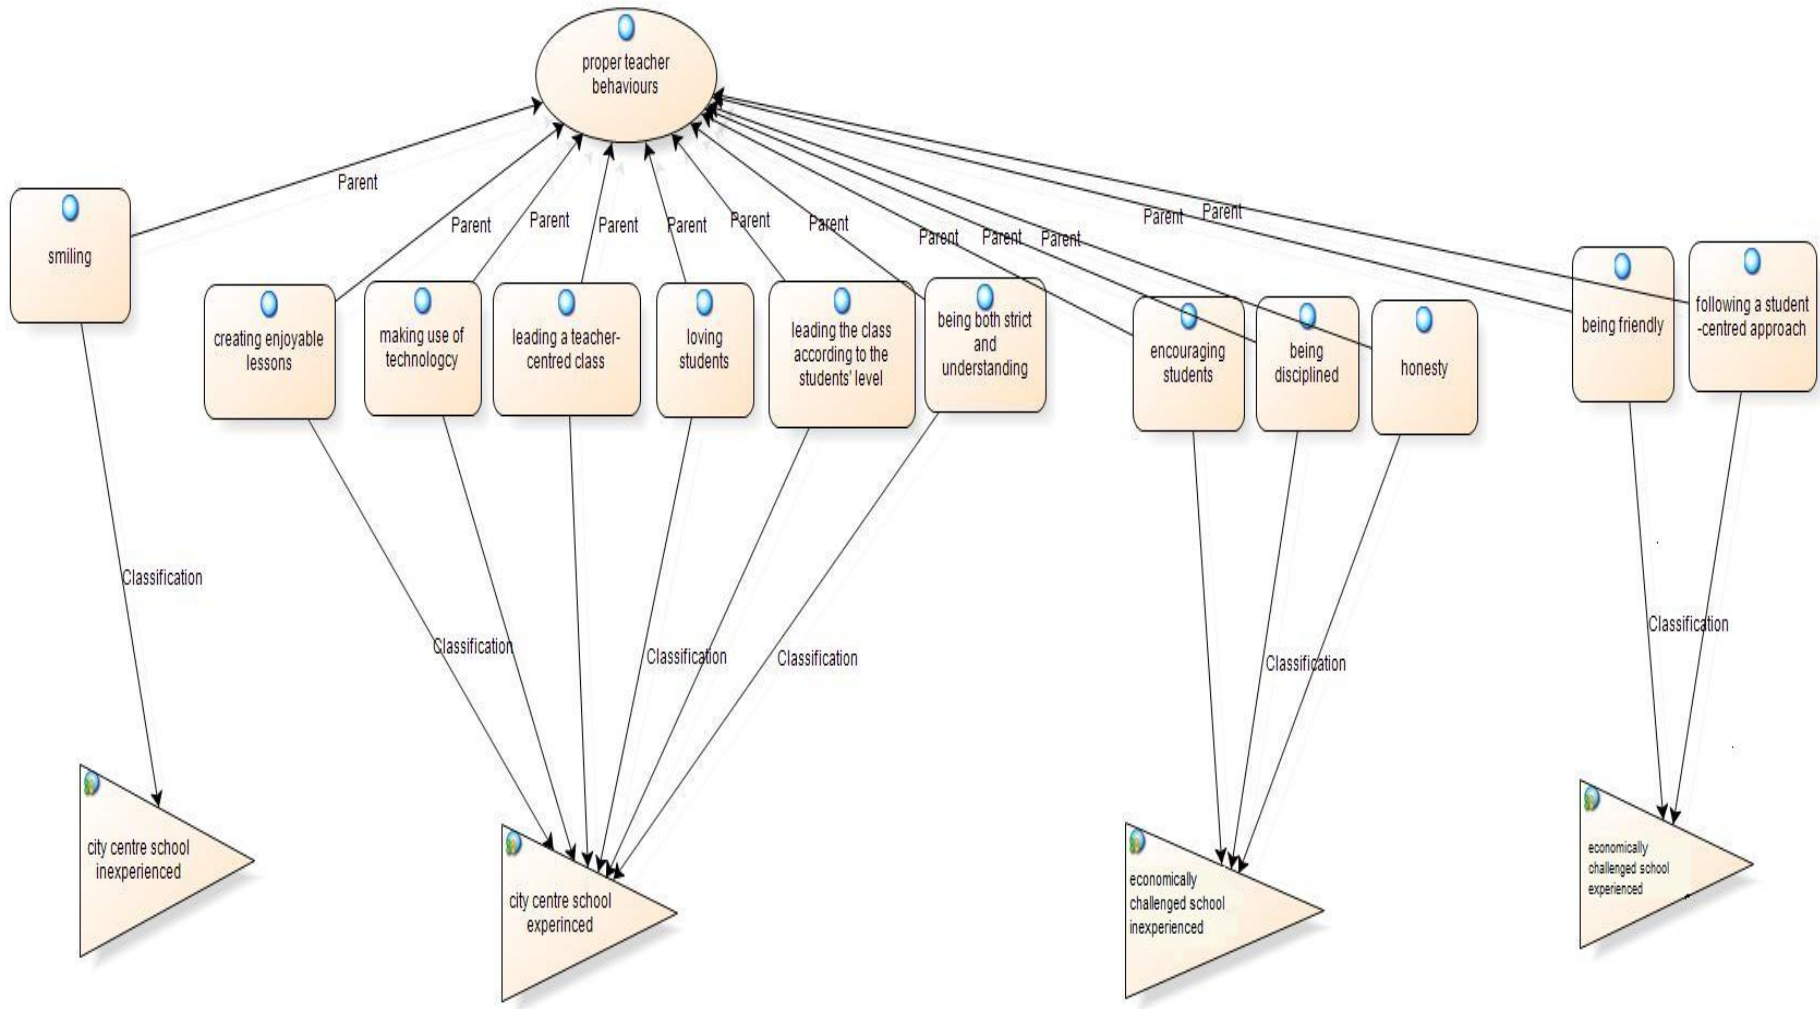 proper teacher
behaviours
Parent
Parent
Parent
Parent
Parent
Parent
Parent
Parent
Parent
Parent
Parent
Parent
smiling
creating enjoyable
lessons
making use of
technologcy
leading a teacher-
centred class
loving
students
leading the class
according to the
students' level
being both strict
and
understanding
encouraging
students
being
disciplined
honesty
being friendly
following a student
-centred approach
Classification
Classification
Classification
Classification
Classification
Classification
city centre school
inexperienced
city centre school
experinced
economically
challenged school
inexperienced
economically
challenged school
experienced